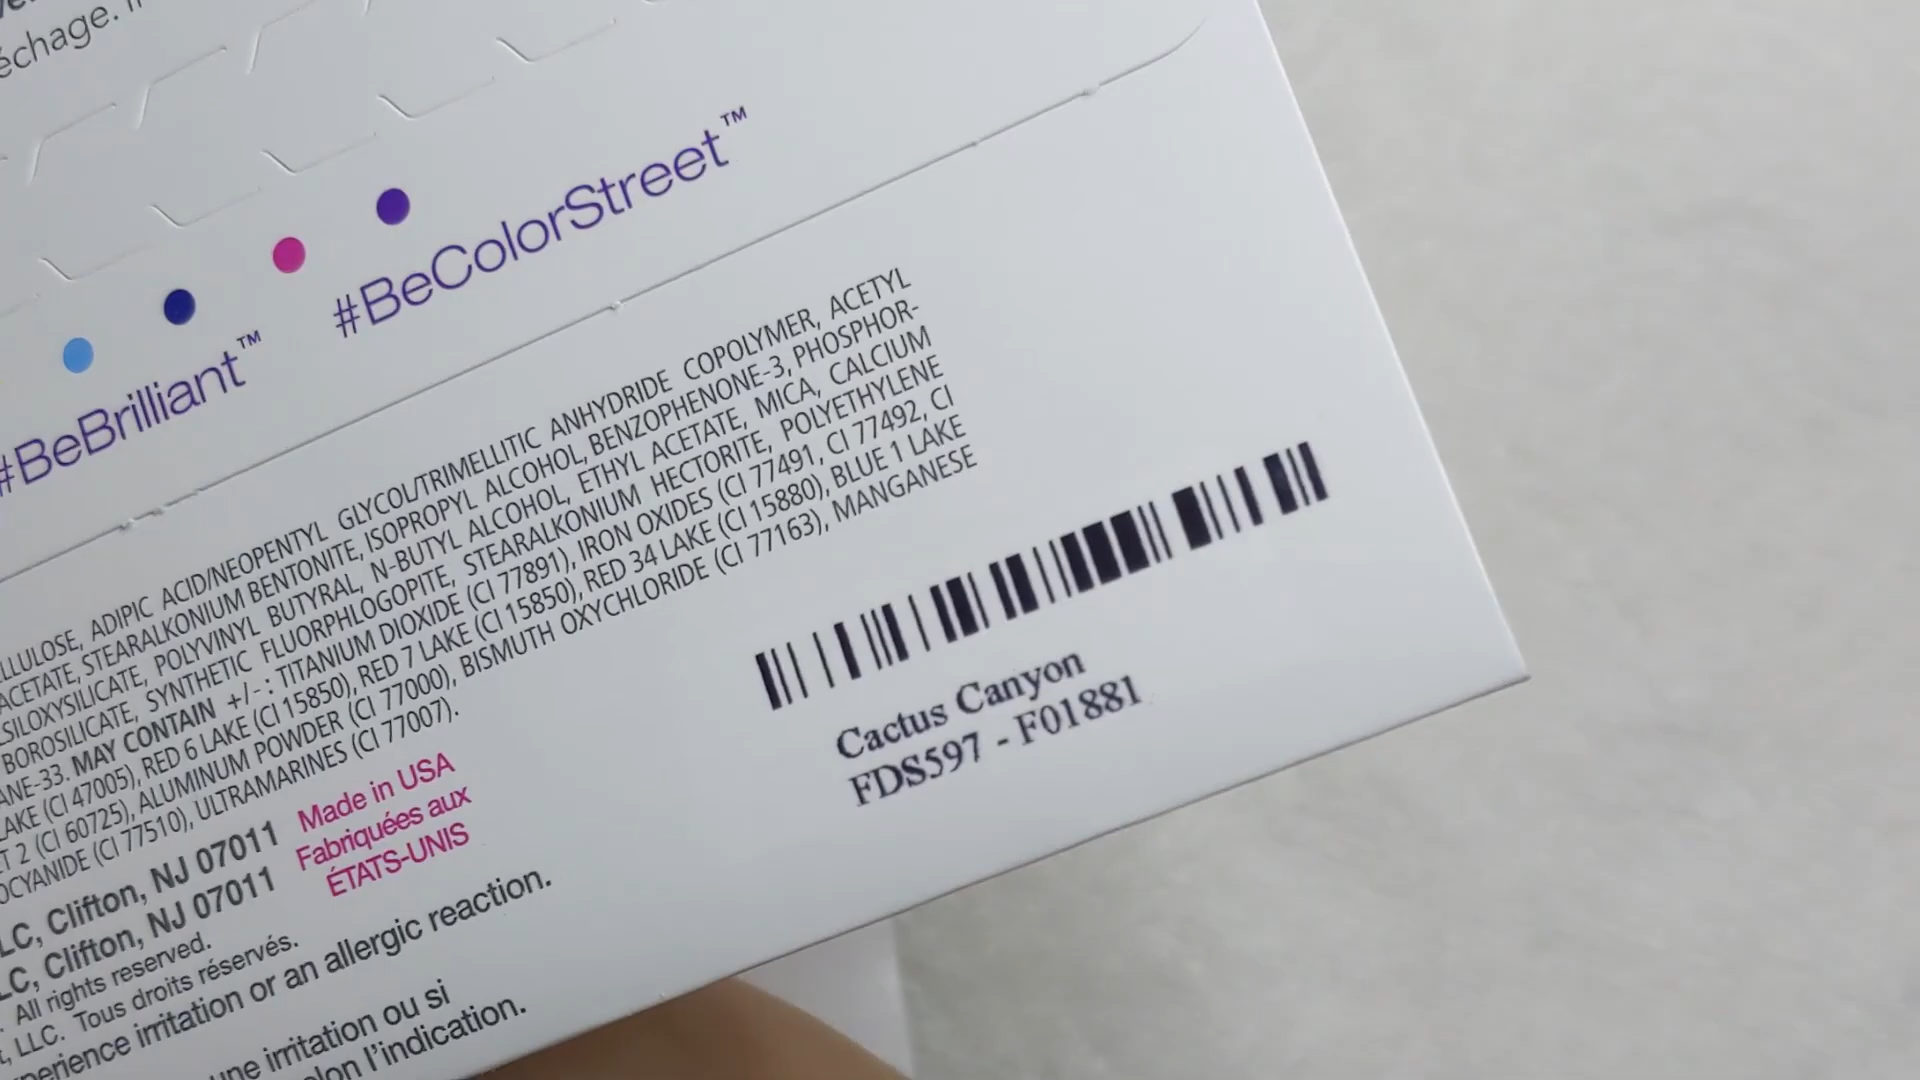 échage.
#BeBrilliant™
#BeColorStreet™
ADIPIC ACID/NEOPENTYL GLYCOL/TRIMELLITIC ANHYDRIDE COPOLYMER, ACETYL
ACETATE, STEARALKONIUM BENTONITE, ISOPROPYL ALCOHOL, BENZOPHENONE-3, PHOSPHOR-
SILOXYSILICATE, POLYVINYL BUTYRAL, N-BUTYL ALCOHOL, ETHYL ACETATE, MICA, CALCIUM
BOROSILICATE, SYNTHETIC FLUORPHLOGOPITE, STEARALKONIUM HECTORITE, POLYETHYLENE
ANE-33. MAY CONTAIN +/-: TITANIUM DIOXIDE (CI 77891), IRON OXIDES (CI 77491, CI 77492, CI
LAKE (CI 47005), RED 6 LAKE (CI 15850), RED 7 LAKE (CI 15850), RED 34 LAKE (CI 15880), BLUE 1 LAKE
T 2 (CI 60725), ALUMINUM POWDER (CI 77000), BISMUTH OXYCHLORIDE (CI 77163), MANGANESE
OCYANIDE (CI 77510), ULTRAMARINES (CI 77007).
LC, Clifton, NJ 07011
LC, Clifton, NJ 07011
Made in USA
Fabriquées aux
ÉTATS-UNIS
. All rights reserved.
, LLC. Tous droits réservés.
perience irritation or an allergic reaction.
une irritation ou si
lon l'indication.
Cactus Canyon
FDS597 - F01881